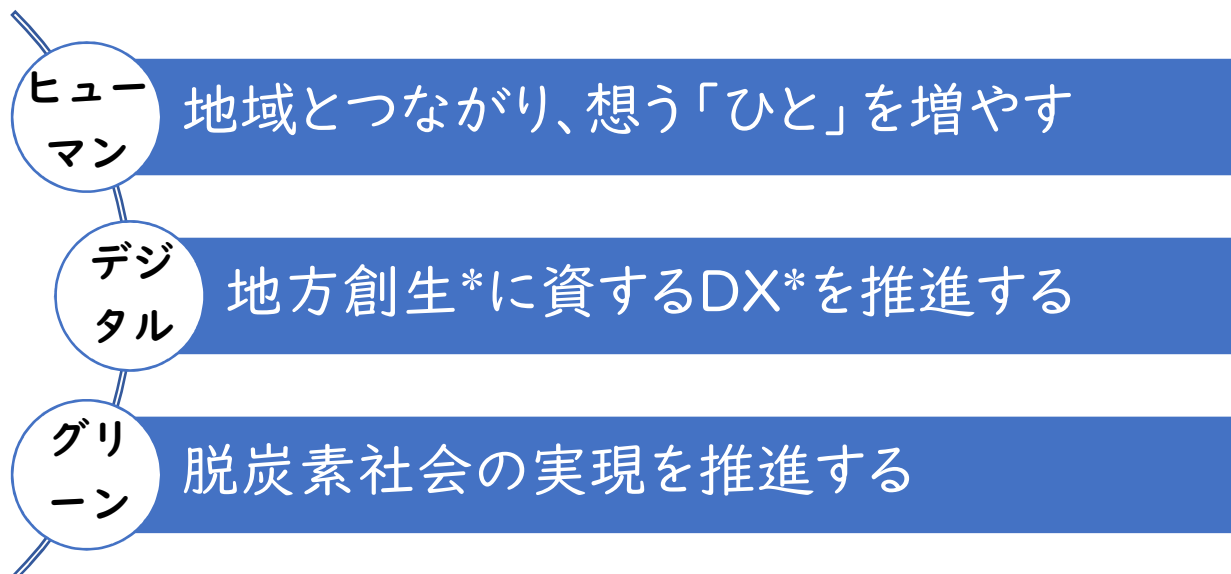 ヒュー
マン
地域とつながり、想う「ひと」を増やす
デジ
タル
地方創生*に資するDX*を推進する
グリ
ーン
脱炭素社会の実現を推進する